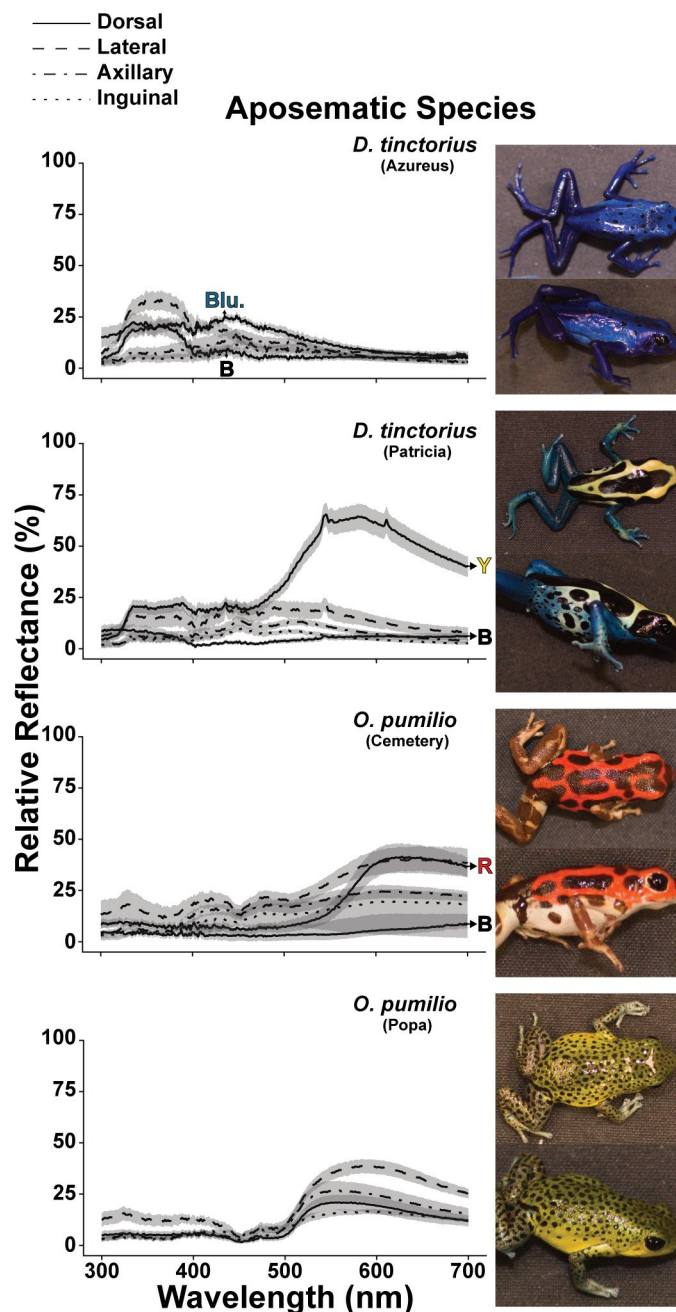 Dorsal
Lateral
Axillary
Inguinal
Aposematic Species
D. tinctorius
(Azureus)
100
75
50
25
0
Blu.
B
D. tinctorius
(Patricia)
100
75
50
25
0
Y
B
Relative Reflectance (%)
O. pumilio
(Cemetery)
100
75
50
25
0
R
B
O. pumilio
(Popa)
100
75
50
25
0
300
400
500
600
700
Wavelength (nm)